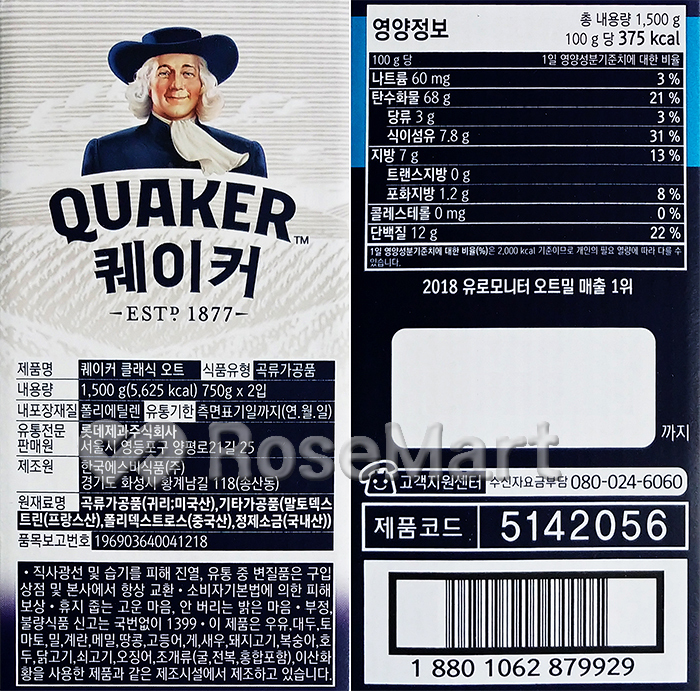 QUAKER™
퀘이커
-ESTD 1877-
제품명 퀘이커 클래식 오트 식품유형 곡류가공품
내용량 1,500 g(5,625 kcal) 750g x 2입
내포장재질 폴리에틸렌 유통기한 측면표기일까지(연,월,일)
유통전문 판매원 롯데제과주식회사
서울시 영등포구 양평로21길 25
제조원 한국에스비식품(주)
경기도 화성시 황계남길 118(송산동)
원재료명 곡류가공품(귀리;미국산),기타가공품(말토덱스
트린(프랑스산),폴리덱스트로스(중국산),정제소금(국내산))
품목보고번호 196903640041218
• 직사광선 및 습기를 피해 진열, 유통 중 변질품은 구입
상점 및 본사에서 항상 교환 • 소비자기본법에 의한 피해
보상 • 휴지 줍는 고운 마음, 안 버리는 밝은 마음 • 부정,
불량식품 신고는 국번없이 1399 • 이 제품은 우유,대두,토
마토,밀,계란,메밀,땅콩,고등어,게,새우,돼지고기,복숭아,호
두,닭고기,쇠고기,오징어,조개류(굴,전복,홍합포함),이산화
황을 사용한 제품과 같은 제조시설에서 제조하고 있습니다.
RoseMart
영양정보
총 내용량 1,500 g
100 g 당 375 kcal
100 g 당 1일 영양성분기준치에 대한 비율
나트륨 60 mg 3 %
탄수화물 68 g 21 %
당류 3 g 3 %
식이섬유 7.8 g 31 %
지방 7 g 13 %
트랜스지방 0 g
포화지방 1.2 g 8 %
콜레스테롤 0 mg 0 %
단백질 12 g 22 %
1일 영양성분기준치에 대한 비율(%)은 2,000 kcal 기준이므로 개인의 필요 열량에 따라 다를 수
있습니다.
2018 유로모니터 오트밀 매출 1위
까지
고객지원센터 수신자요금부담 080-024-6060
제품코드 5142056
1 880 1062 879929